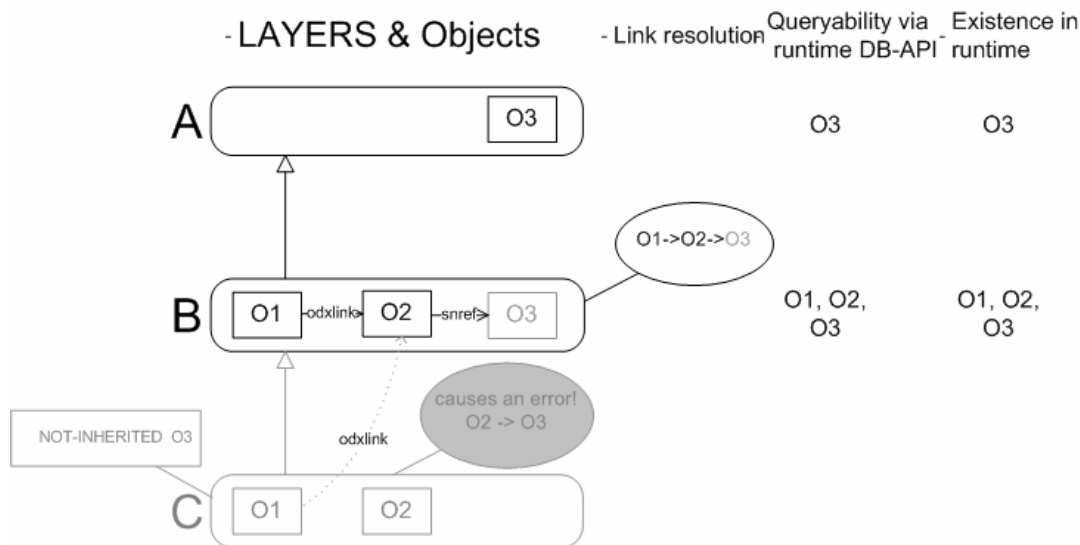 - LAYERS & Objects
- Link resolution
- Queryability via
runtime DB-API
- Existence in
runtime
A
O3
O3
O3
O1->O2->O3
B
O1
odxlink
O2
snref
O3
O1, O2,
O3
O1, O2,
O3
causes an error!
O2 -> O3
NOT-INHERITED O3
odxlink
C
O1
O2